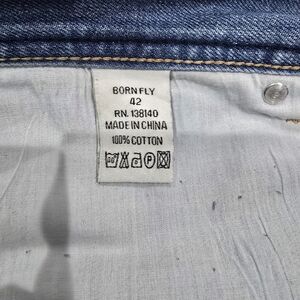 BORN FLY
42
RN. 138140
MADE IN CHINA
100% COTTON